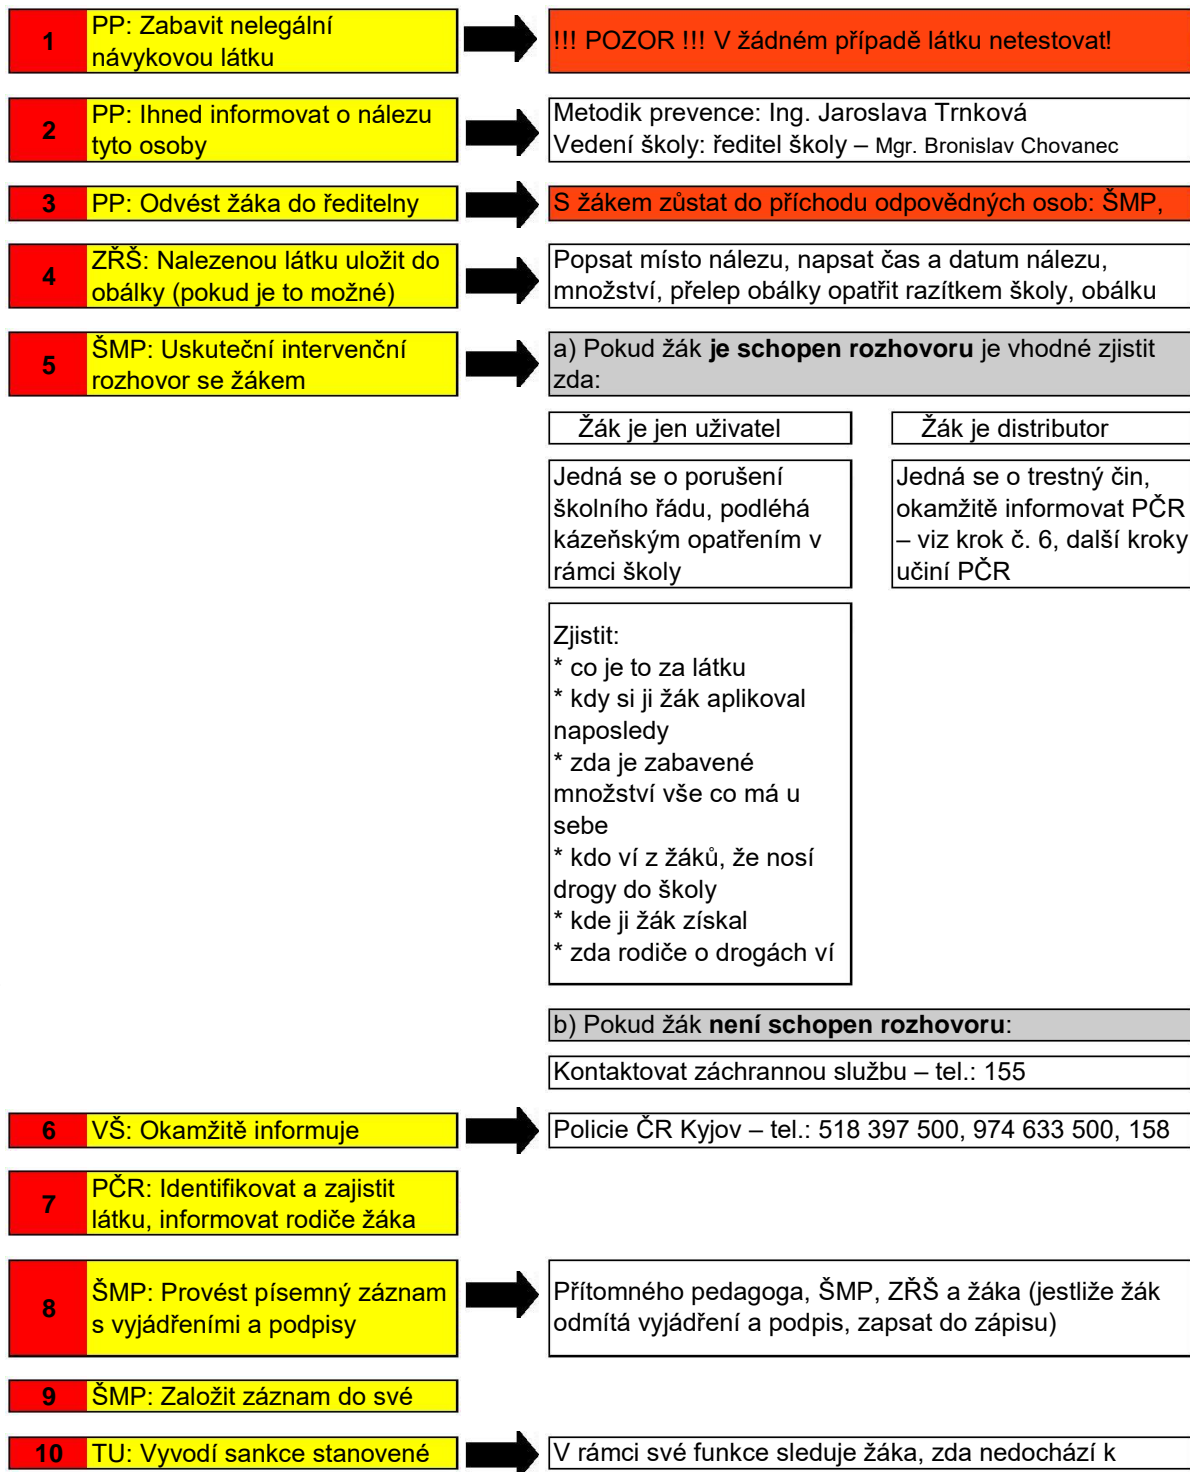 1
PP: Zabavit nelegální
návykovou látku
!!! POZOR !!! V žádném případě látku netestovat!
2
PP: Ihned informovat o nálezu
tyto osoby
Metodik prevence: Ing. Jaroslava Trnková
Vedení školy: ředitel školy – Mgr. Bronislav Chovanec
3
PP: Odvést žáka do ředitelny
S žákem zůstat do příchodu odpovědných osob: ŠMP,
4
ZŘŠ: Nalezenou látku uložit do
obálky (pokud je to možné)
Popsat místo nálezu, napsat čas a datum nálezu,
množství, přelep obálky opatřit razítkem školy, obálku
5
ŠMP: Uskuteční intervenční
rozhovor se žákem
a) Pokud žák je schopen rozhovoru je vhodné zjistit
zda:
Žák je jen uživatel
Jedná se o porušení
školního řádu, podléhá
kázeňským opatřením v
rámci školy
Žák je distributor
Jedná se o trestný čin,
okamžitě informovat PČR
– viz krok č. 6, další kroky
učiní PČR
Zjistit:
* co je to za látku
* kdy si ji žák aplikoval
naposledy
* zda je zabavené
množství vše co má u
sebe
* kdo ví z žáků, že nosí
drogy do školy
* kde ji žák získal
* zda rodiče o drogách ví
b) Pokud žák není schopen rozhovoru:
Kontaktovat záchrannou službu – tel.: 155
6
VŠ: Okamžitě informuje
Policie ČR Kyjov – tel.: 518 397 500, 974 633 500, 158
7
PČR: Identifikovat a zajistit
látku, informovat rodiče žáka
8
ŠMP: Provést písemný záznam
s vyjádřeními a podpisy
Přítomného pedagoga, ŠMP, ZŘŠ a žáka (jestliže žák
odmítá vyjádření a podpis, zapsat do zápisu)
9
ŠMP: Založit záznam do své
10
TU: Vyvodí sankce stanovené
V rámci své funkce sleduje žáka, zda nedochází k